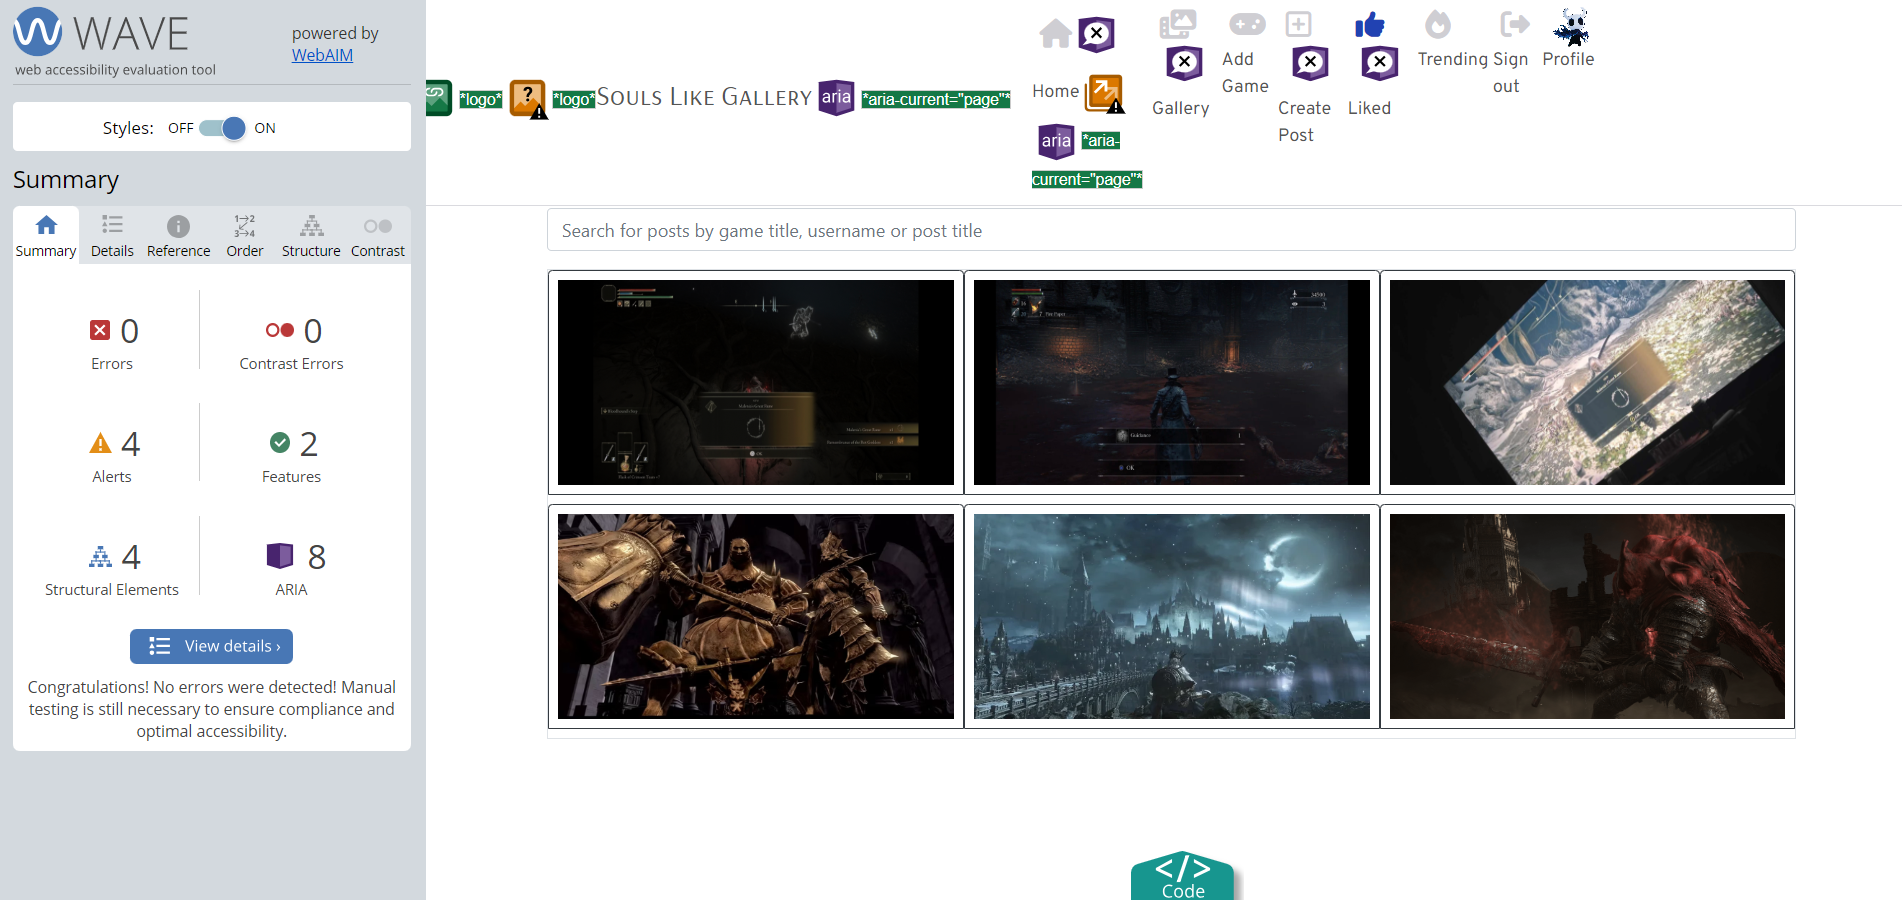 WAVE
web accessibility evaluation tool
powered by
WebAIM
Styles: OFF ON
Summary
Summary Details Reference Order Structure Contrast
0 Errors
0 Contrast Errors
4 Alerts
2 Features
4 Structural Elements
8 ARIA
View details ›
Congratulations! No errors were detected! Manual
testing is still necessary to ensure compliance and
optimal accessibility.
*logo* *logo* SOULS LIKE GALLERY aria *aria-current="page"*
Home
aria *aria-
current="page"*
Gallery
Add
Game
Create
Post
Liked
Trending
Sign
out
Profile
Search for posts by game title, username or post title
Guidance 1
OK
</>
Code